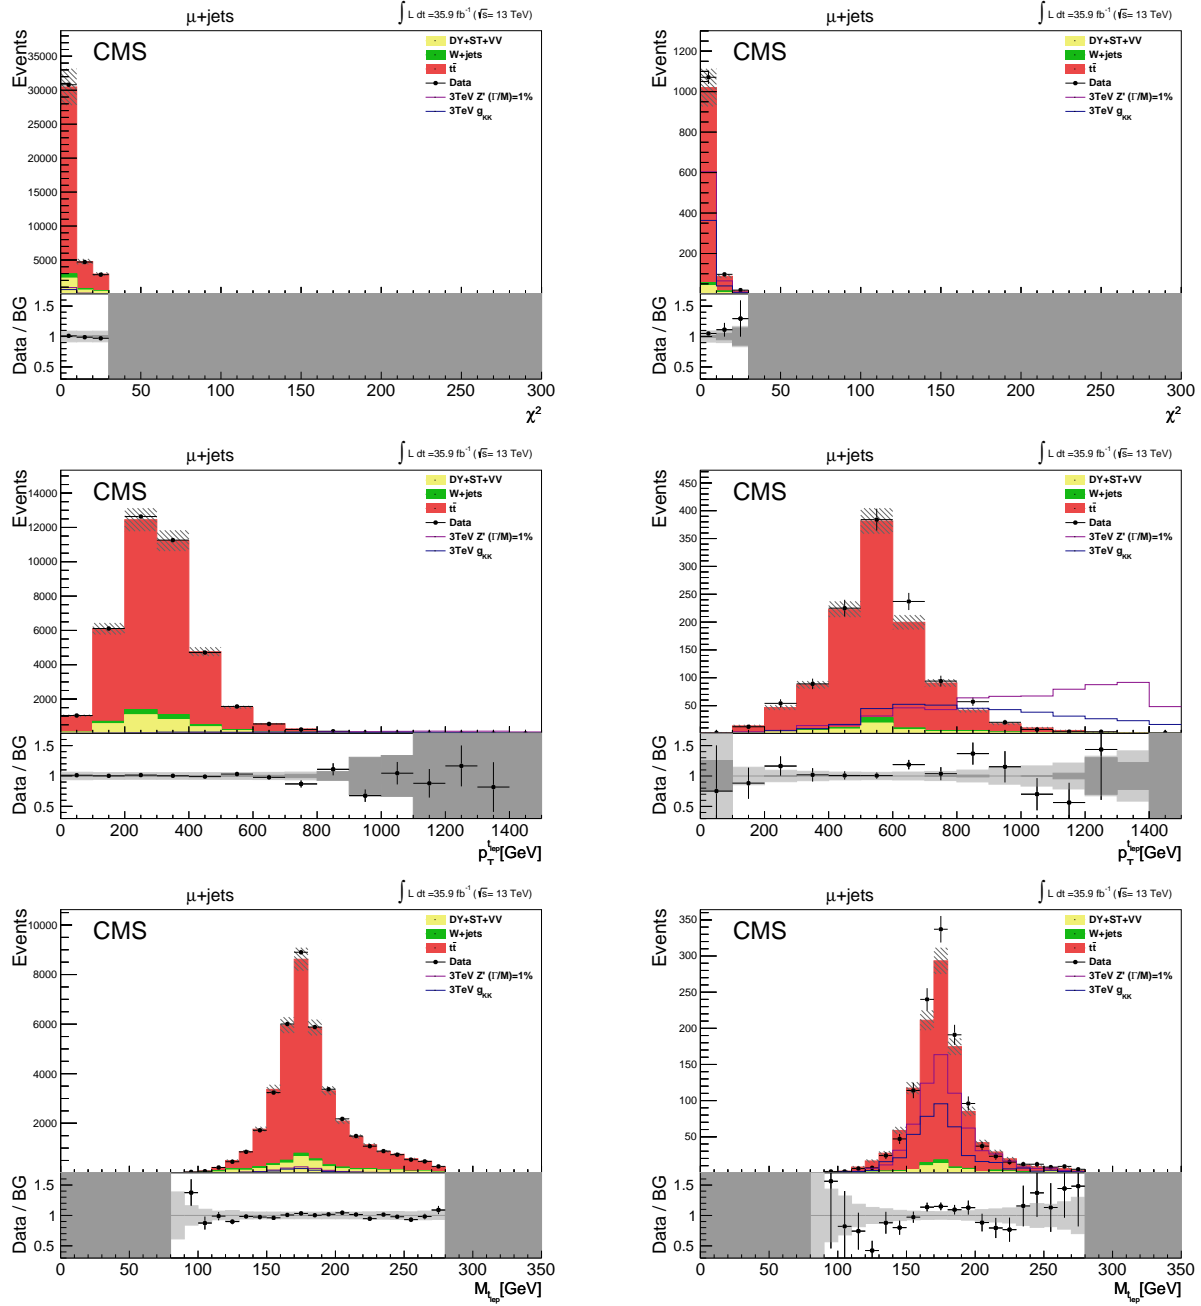 μ+jets
∫ L dt =35.9 fb⁻¹ (√s= 13 TeV)
CMS
Events
35000
30000
25000
20000
15000
10000
5000
DY+ST+VV
W+jets
tt̄
Data
3TeV Z' (Γ/M)=1%
3TeV g_KK
Data / BG
1.5
1
0.5
0 50 100 150 200 250 300
χ²
μ+jets
∫ L dt =35.9 fb⁻¹ (√s= 13 TeV)
CMS
Events
1200
1000
800
600
400
200
DY+ST+VV
W+jets
tt̄
Data
3TeV Z' (Γ/M)=1%
3TeV g_KK
Data / BG
1.5
1
0.5
0 50 100 150 200 250 300
χ²
μ+jets
∫ L dt =35.9 fb⁻¹ (√s= 13 TeV)
CMS
Events
14000
12000
10000
8000
6000
4000
2000
DY+ST+VV
W+jets
tt̄
Data
3TeV Z' (Γ/M)=1%
3TeV g_KK
Data / BG
1.5
1
0.5
0 200 400 600 800 1000 1200 1400
p_T^t_lep [GeV]
μ+jets
∫ L dt =35.9 fb⁻¹ (√s= 13 TeV)
CMS
Events
450
400
350
300
250
200
150
100
50
DY+ST+VV
W+jets
tt̄
Data
3TeV Z' (Γ/M)=1%
3TeV g_KK
Data / BG
1.5
1
0.5
0 200 400 600 800 1000 1200 1400
p_T^t_lep [GeV]
μ+jets
∫ L dt =35.9 fb⁻¹ (√s= 13 TeV)
CMS
Events
10000
8000
6000
4000
2000
DY+ST+VV
W+jets
tt̄
Data
3TeV Z' (Γ/M)=1%
3TeV g_KK
Data / BG
1.5
1
0.5
0 50 100 150 200 250 300 350
M_t_lep [GeV]
μ+jets
∫ L dt =35.9 fb⁻¹ (√s= 13 TeV)
CMS
Events
350
300
250
200
150
100
50
DY+ST+VV
W+jets
tt̄
Data
3TeV Z' (Γ/M)=1%
3TeV g_KK
Data / BG
1.5
1
0.5
0 50 100 150 200 250 300 350
M_t_lep [GeV]